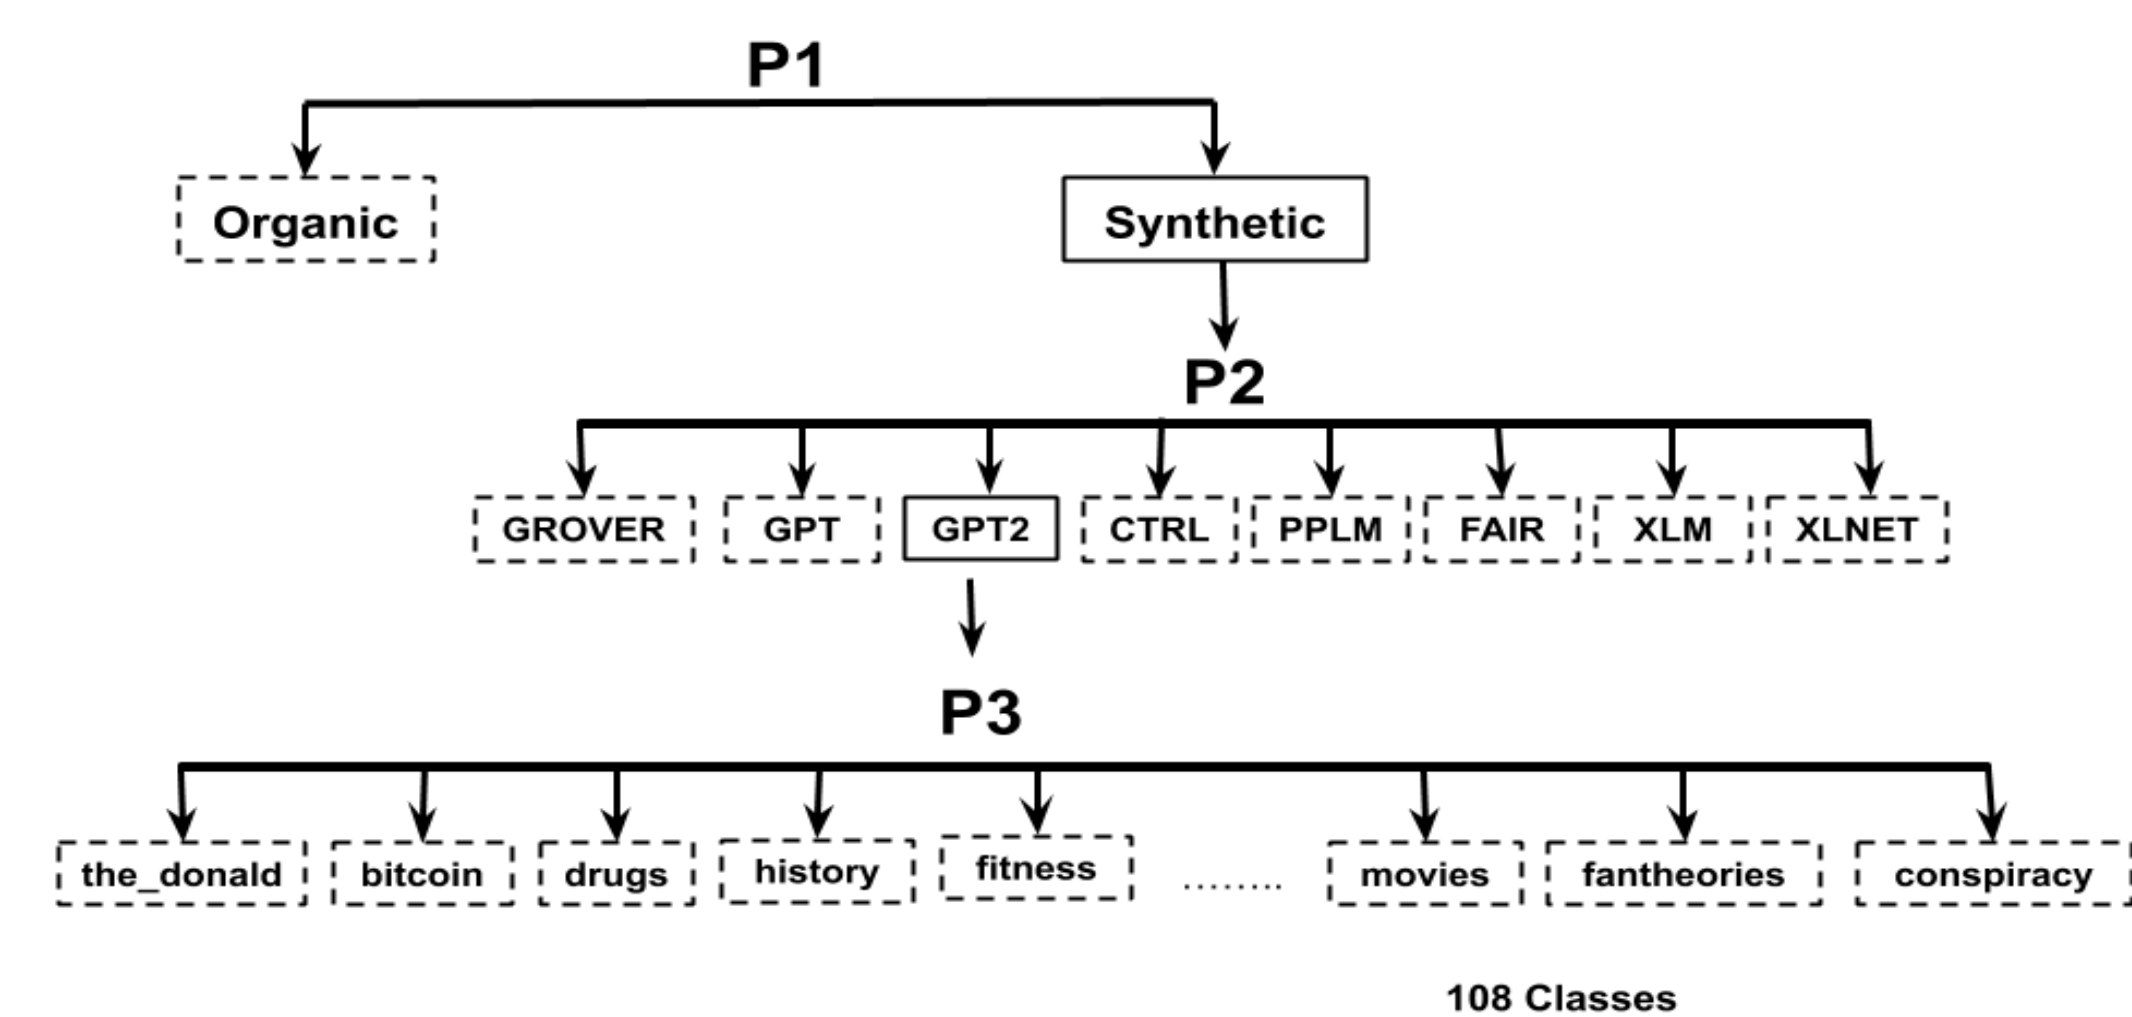 P1
Organic Synthetic
P2
GROVER GPT GPT2 CTRL PPLM FAIR XLM XLNET
P3
the_donald bitcoin drugs history fitness ........ movies fantheories conspiracy
108 Classes